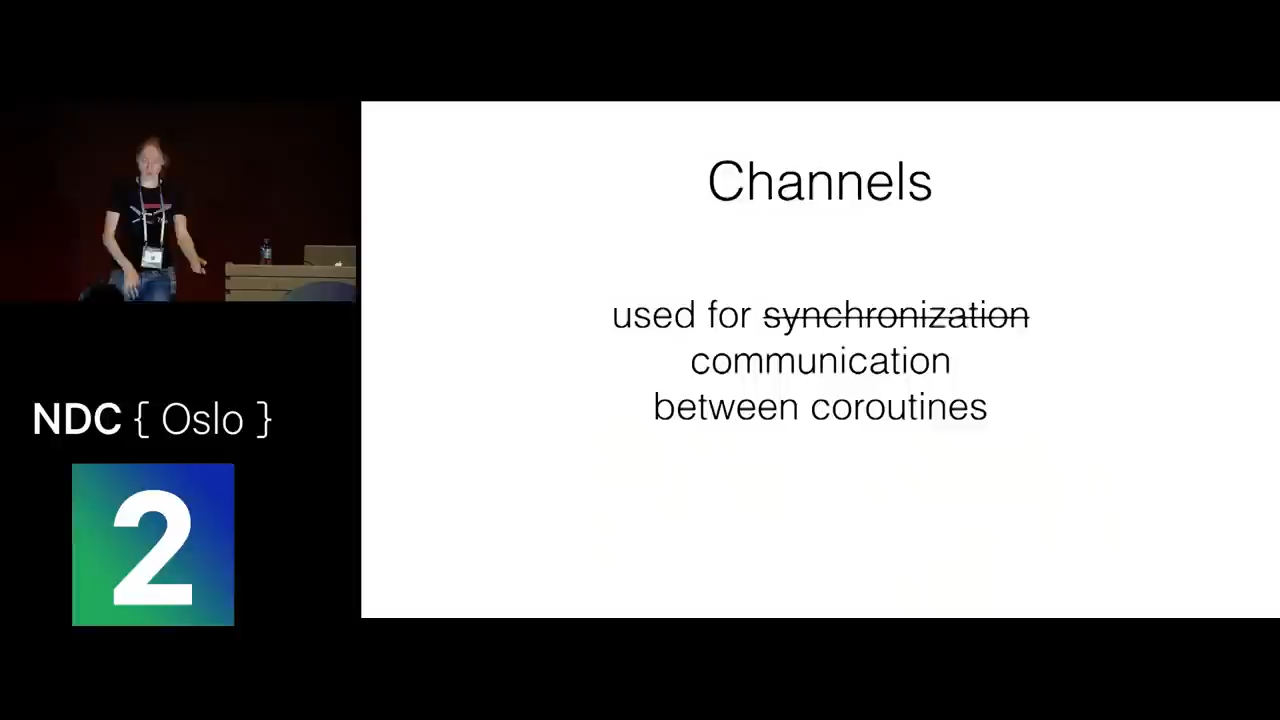 Channels
used for synchronization
communication
between coroutines
NDC { Oslo }
2